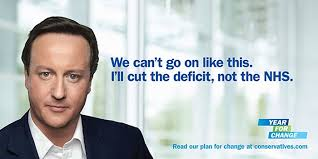 We can't go on like this.
I'll cut the deficit, not the NHS.
YEAR
FOR
CHANGE
Read our plan for change at conservatives.com